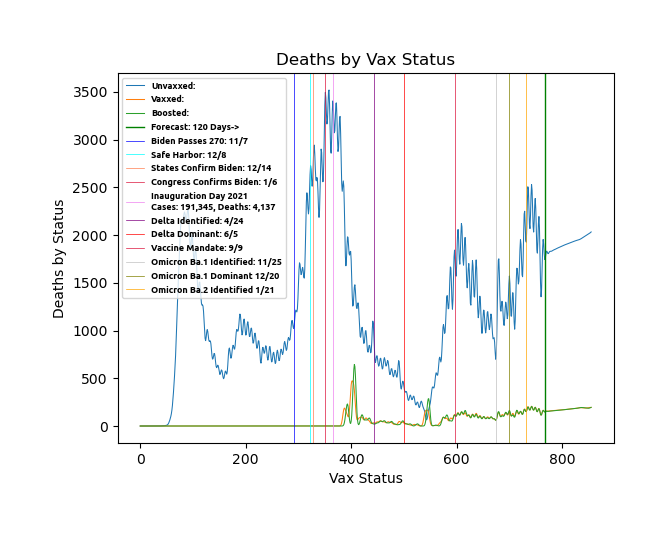 Deaths by Vax Status
Deaths by Status
3500
3000
2500
2000
1500
1000
500
0
Unvaxxed:
Vaxxed:
Boosted:
Forecast: 120 Days->
Biden Passes 270: 11/7
Safe Harbor: 12/8
States Confirm Biden: 12/14
Congress Confirms Biden: 1/6
Inauguration Day 2021
Cases: 191,345, Deaths: 4,137
Delta Identified: 4/24
Delta Dominant: 6/5
Vaccine Mandate: 9/9
Omicron Ba.1 Identified: 11/25
Omicron Ba.1 Dominant 12/20
Omicron Ba.2 Identified 1/21
0 200 400 600 800
Vax Status